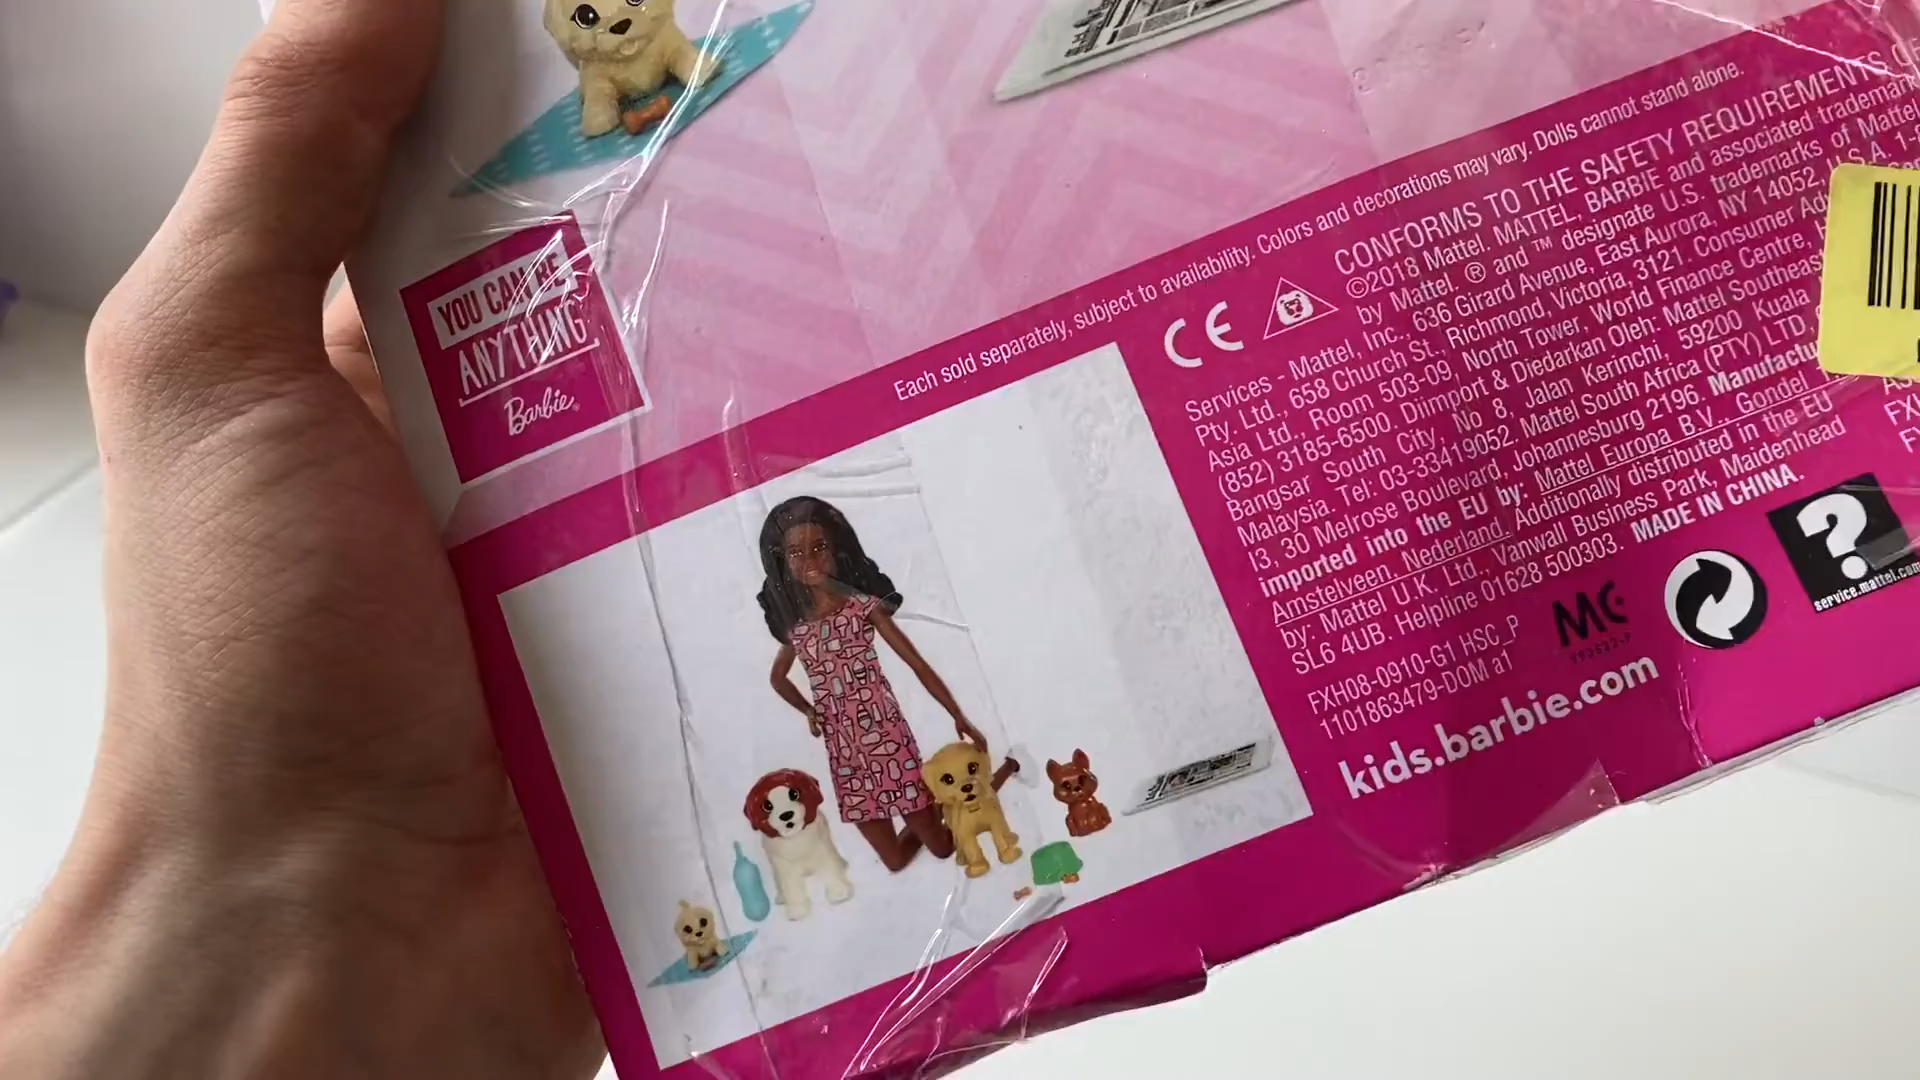 YOU CAN BE
ANYTHING
Barbie
Each sold separately, subject to availability. Colors and decorations may vary. Dolls cannot stand alone.
CE
CONFORMS TO THE SAFETY REQUIREMENTS
©2018 Mattel. MATTEL, BARBIE and associated trademark
by Mattel. ® and ™ designate U.S. trademarks of Mattel
Services - Mattel, Inc., 636 Girard Avenue, East Aurora, NY 14052, U.S.A.
Pty. Ltd., 658 Church St., Richmond, Victoria, 3121. Consumer
Asia Ltd., Room 503-09, North Tower, World Finance Centre,
(852) 3185-6500. Diimport & Diedarkan Oleh: Mattel Southeast
Bangsar South City, No 8, Jalan Kerinchi, 59200 Kuala
Malaysia. Tel: 03-33419052. Mattel South Africa (PTY) LTD,
I3, 30 Melrose Boulevard, Johannesburg 2196. Manufactu
imported into the EU by: Mattel Europa B.V., Gondel
Amstelveen, Nederland. Additionally distributed in the EU
by: Mattel U.K. Ltd., Vanwall Business Park, Maidenhead
SL6 4UB. Helpline 01628 500303. MADE IN CHINA.
FXH08-0910-G1 HSC_P
1101863479-DOM a1
MC
?
service.mattel.com
kids.barbie.com